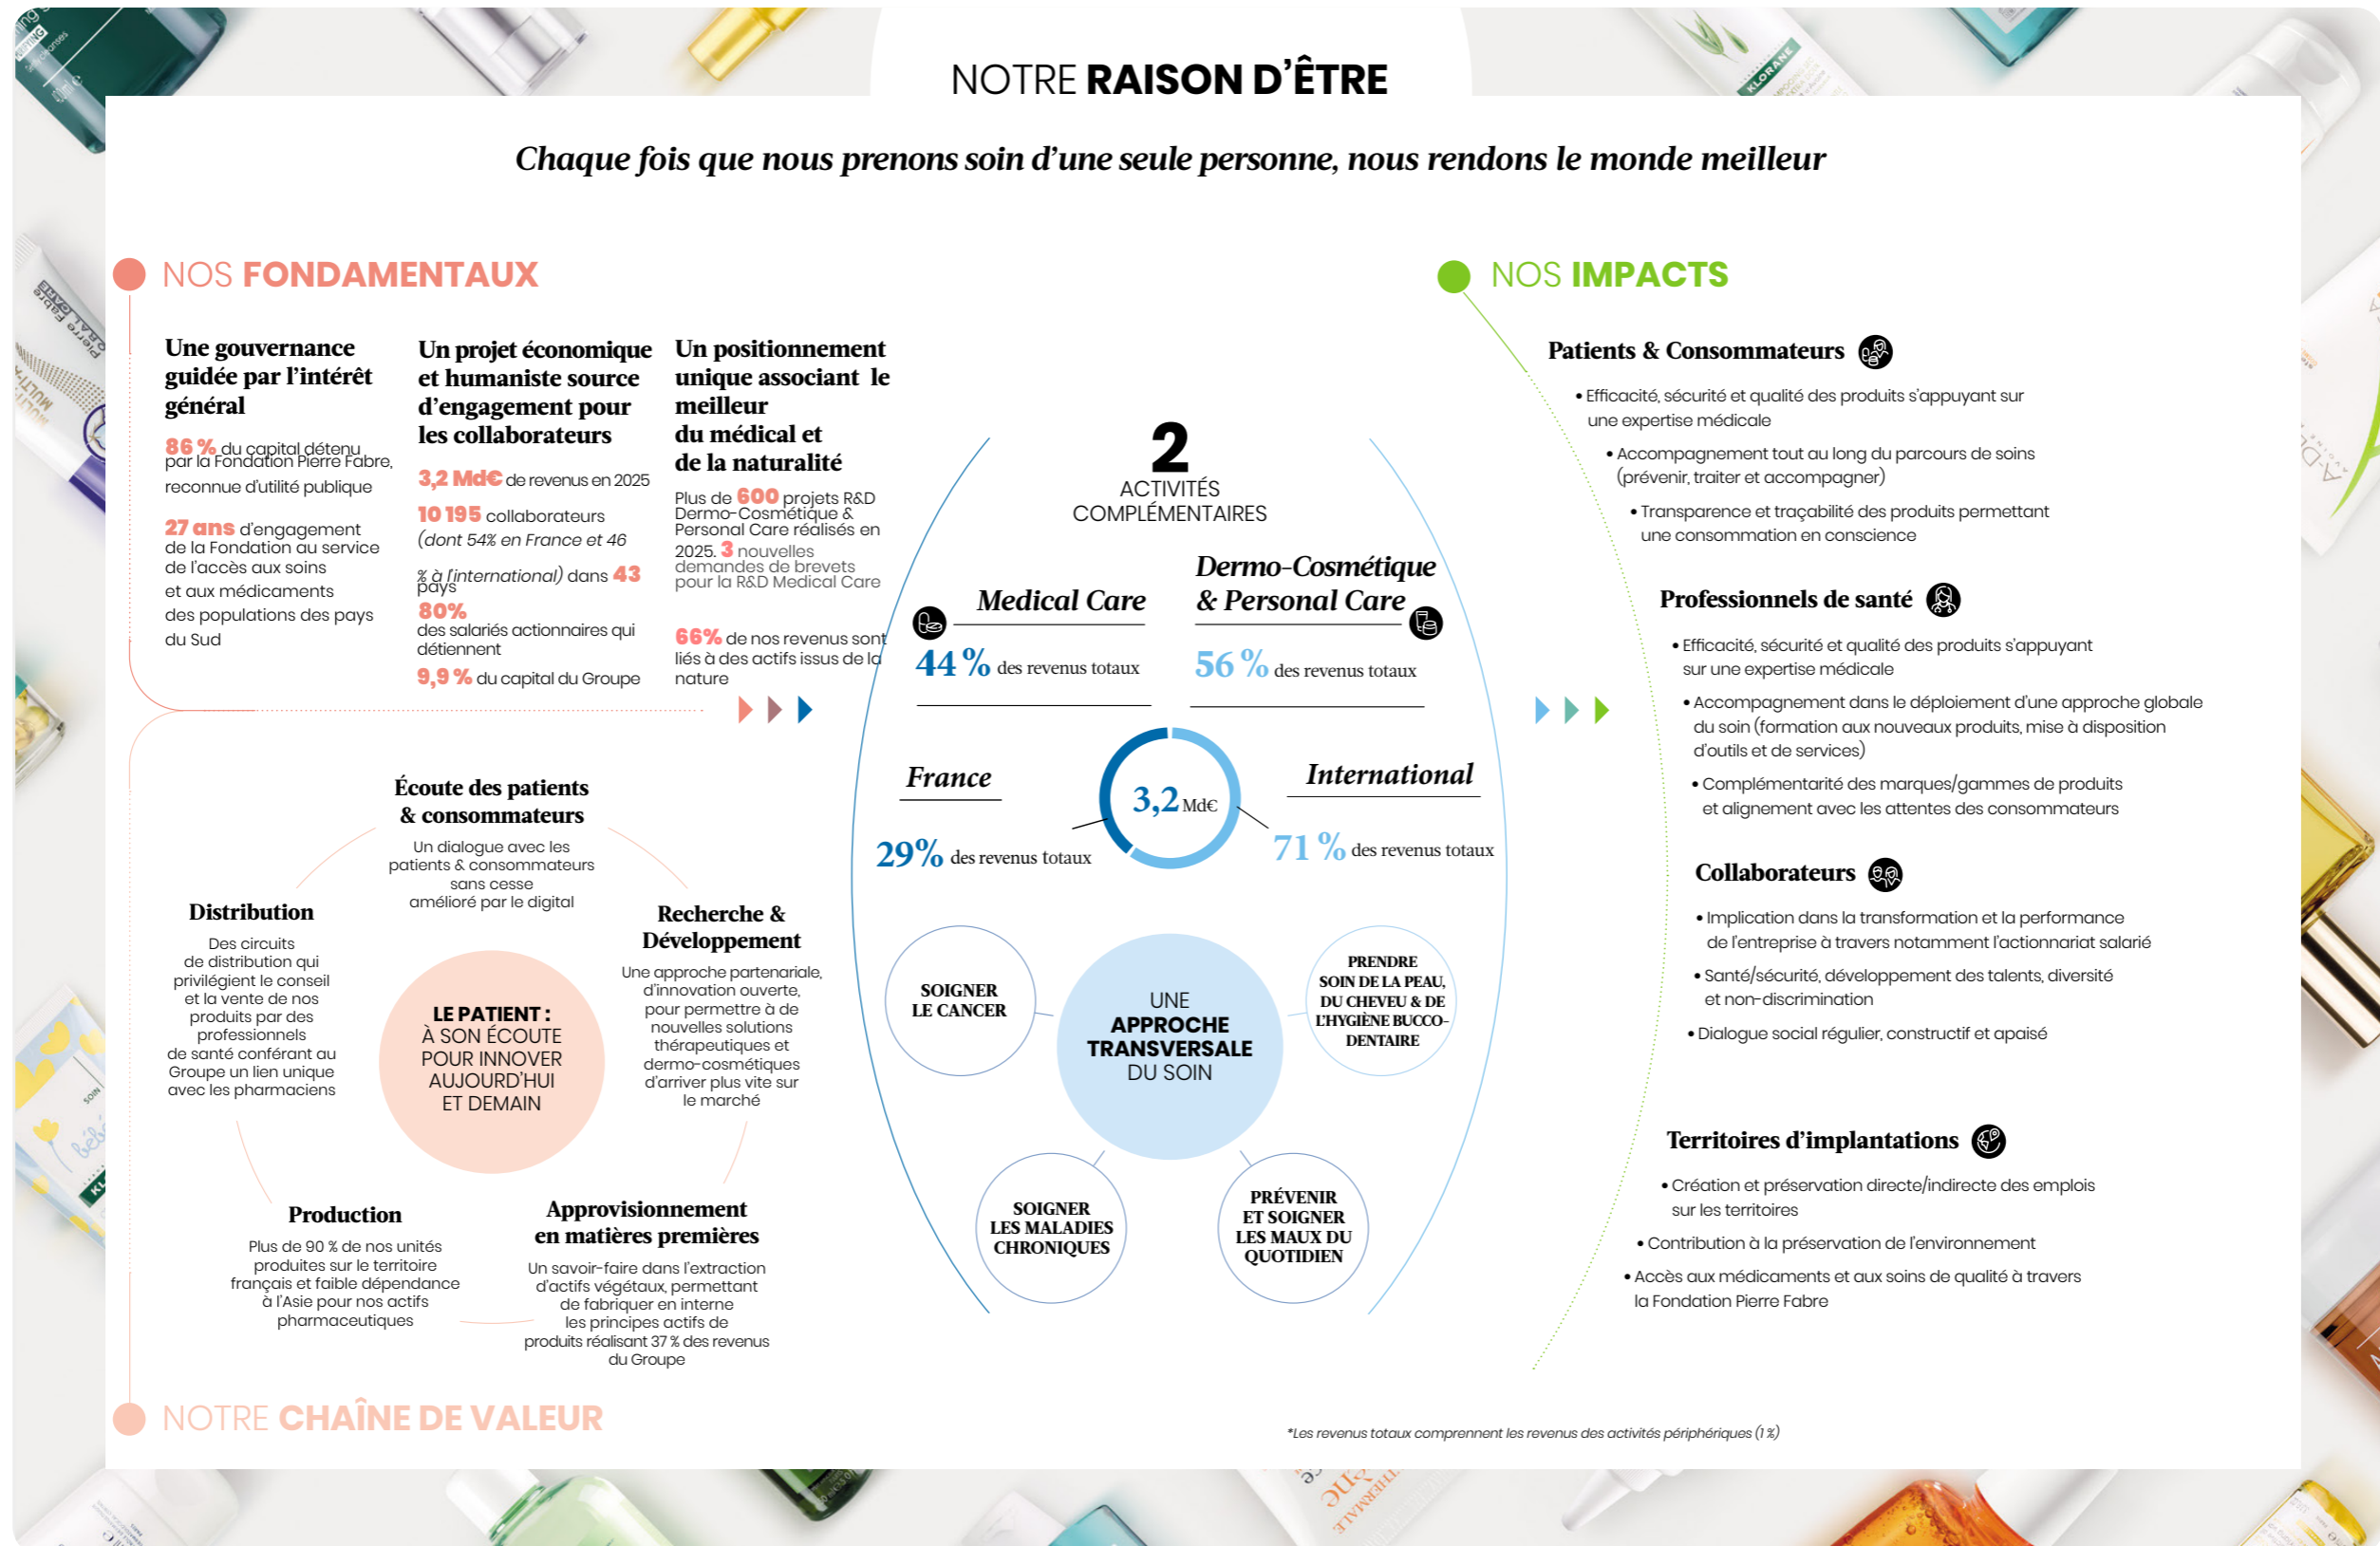 NOTRE RAISON D'ÊTRE
Chaque fois que nous prenons soin d'une seule personne, nous rendons le monde meilleur
NOS FONDAMENTAUX
Une gouvernance
guidée par l'intérêt
général
86 % du capital détenu
par la Fondation Pierre Fabre,
reconnue d'utilité publique
27 ans d'engagement
de la Fondation au service
de l'accès aux soins
et aux médicaments
des populations des pays
du Sud
Un projet économique
et humaniste source
d'engagement pour
les collaborateurs
3,2 Md€ de revenus en 2025
10 195 collaborateurs
(dont 54% en France et 46
% à l'international) dans 43
pays
80%
des salariés actionnaires qui
détiennent
9,9 % du capital du Groupe
Un positionnement
unique associant le
meilleur
du médical et
de la naturalité
Plus de 600 projets R&D
Dermo-Cosmétique &
Personal Care réalisés en
2025. 3 nouvelles
demandes de brevets
pour la R&D Medical Care
66% de nos revenus sont
liés à des actifs issus de la
nature
2
ACTIVITÉS
COMPLÉMENTAIRES
Medical Care
44 % des revenus totaux
Dermo-Cosmétique
& Personal Care
56 % des revenus totaux
France
29% des revenus totaux
3,2 Md€
International
71 % des revenus totaux
SOIGNER
LE CANCER
UNE
APPROCHE
TRANSVERSALE
DU SOIN
PRENDRE
SOIN DE LA PEAU,
DU CHEVEU & DE
L'HYGIÈNE BUCCO-
DENTAIRE
SOIGNER
LES MALADIES
CHRONIQUES
PRÉVENIR
ET SOIGNER
LES MAUX DU
QUOTIDIEN
NOS IMPACTS
Patients & Consommateurs
• Efficacité, sécurité et qualité des produits s'appuyant sur
une expertise médicale
• Accompagnement tout au long du parcours de soins
(prévenir, traiter et accompagner)
• Transparence et traçabilité des produits permettant
une consommation en conscience
Professionnels de santé
• Efficacité, sécurité et qualité des produits s'appuyant
sur une expertise médicale
• Accompagnement dans le déploiement d'une approche globale
du soin (formation aux nouveaux produits, mise à disposition
d'outils et de services)
• Complémentarité des marques/gammes de produits
et alignement avec les attentes des consommateurs
Collaborateurs
• Implication dans la transformation et la performance
de l'entreprise à travers notamment l'actionnariat salarié
• Santé/sécurité, développement des talents, diversité
et non-discrimination
• Dialogue social régulier, constructif et apaisé
Territoires d'implantations
• Création et préservation directe/indirecte des emplois
sur les territoires
• Contribution à la préservation de l'environnement
• Accès aux médicaments et aux soins de qualité à travers
la Fondation Pierre Fabre
Écoute des patients
& consommateurs
Un dialogue avec les
patients & consommateurs
sans cesse
amélioré par le digital
Distribution
Des circuits
de distribution qui
privilégient le conseil
et la vente de nos
produits par des
professionnels
de santé conférant au
Groupe un lien unique
avec les pharmaciens
LE PATIENT :
À SON ÉCOUTE
POUR INNOVER
AUJOURD'HUI
ET DEMAIN
Recherche &
Développement
Une approche partenariale,
d'innovation ouverte,
pour permettre à de
nouvelles solutions
thérapeutiques et
dermo-cosmétiques
d'arriver plus vite sur
le marché
Production
Plus de 90 % de nos unités
produites sur le territoire
français et faible dépendance
à l'Asie pour nos actifs
pharmaceutiques
Approvisionnement
en matières premières
Un savoir-faire dans l'extraction
d'actifs végétaux, permettant
de fabriquer en interne
les principes actifs de
produits réalisant 37 % des revenus
du Groupe
NOTRE CHAÎNE DE VALEUR
*Les revenus totaux comprennent les revenus des activités périphériques (1 %)
KLORANE
Pierre Fabre
ORAL CARE
SOIN
bébé
THERMALE